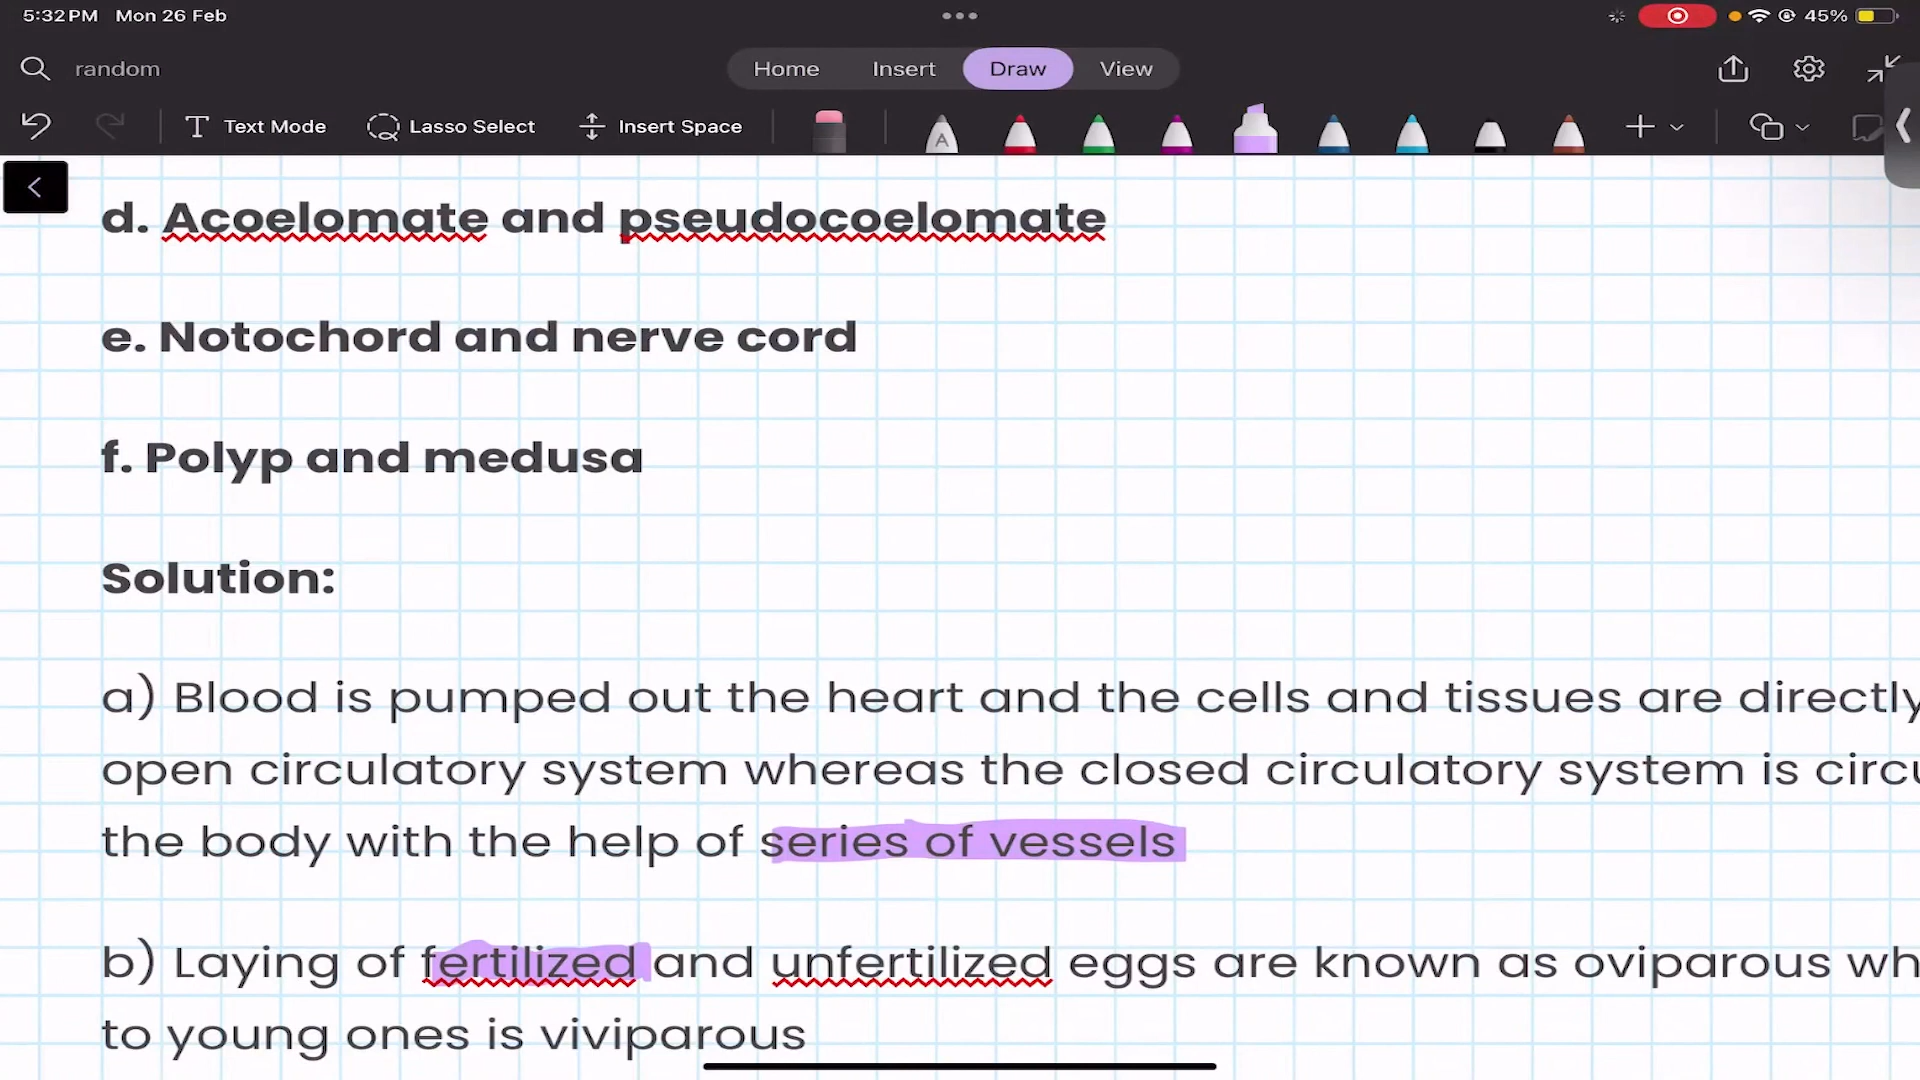 5:32 PM Mon 26 Feb
45%
random
Home Insert Draw View
Text Mode Lasso Select Insert Space
A
d. Acoelomate and pseudocoelomate
e. Notochord and nerve cord
f. Polyp and medusa
Solution:
a) Blood is pumped out the heart and the cells and tissues are directly
open circulatory system whereas the closed circulatory system is
the body with the help of series of vessels
b) Laying of fertilized and unfertilized eggs are known as oviparous
to young ones is viviparous